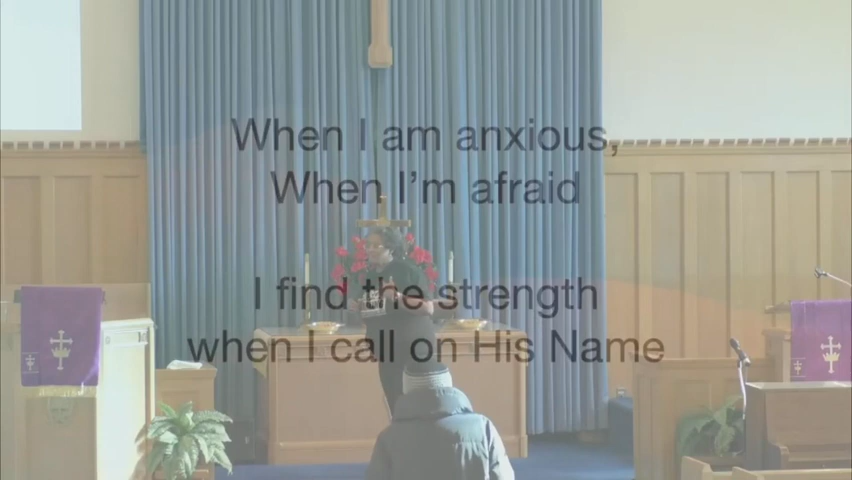 When I am anxious,
When I'm afraid
I find the strength
when I call on His Name